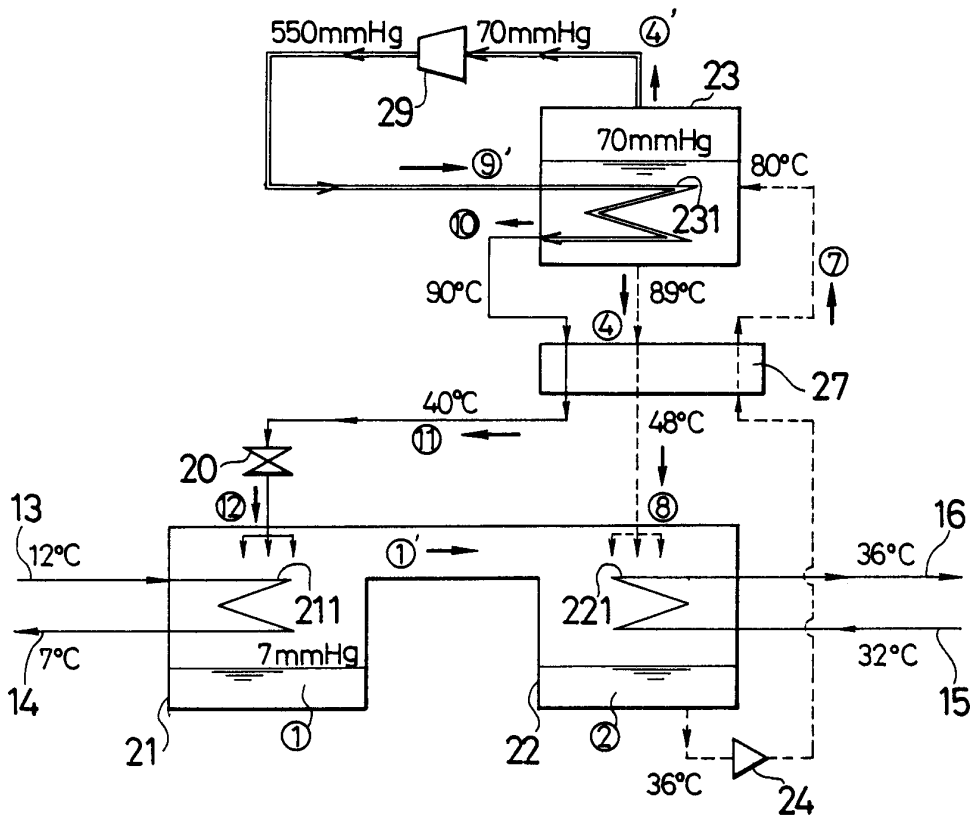 550mmHg
70mmHg
④'
29
23
70mmHg
⑨'
80°C
231
⑩
⑦
90°C
89°C
④
27
40°C
⑪
48°C
20
⑫
⑧
13
12°C
①'
36°C
16
211
221
14
7°C
7mmHg
32°C
15
21
①
22
②
36°C
24